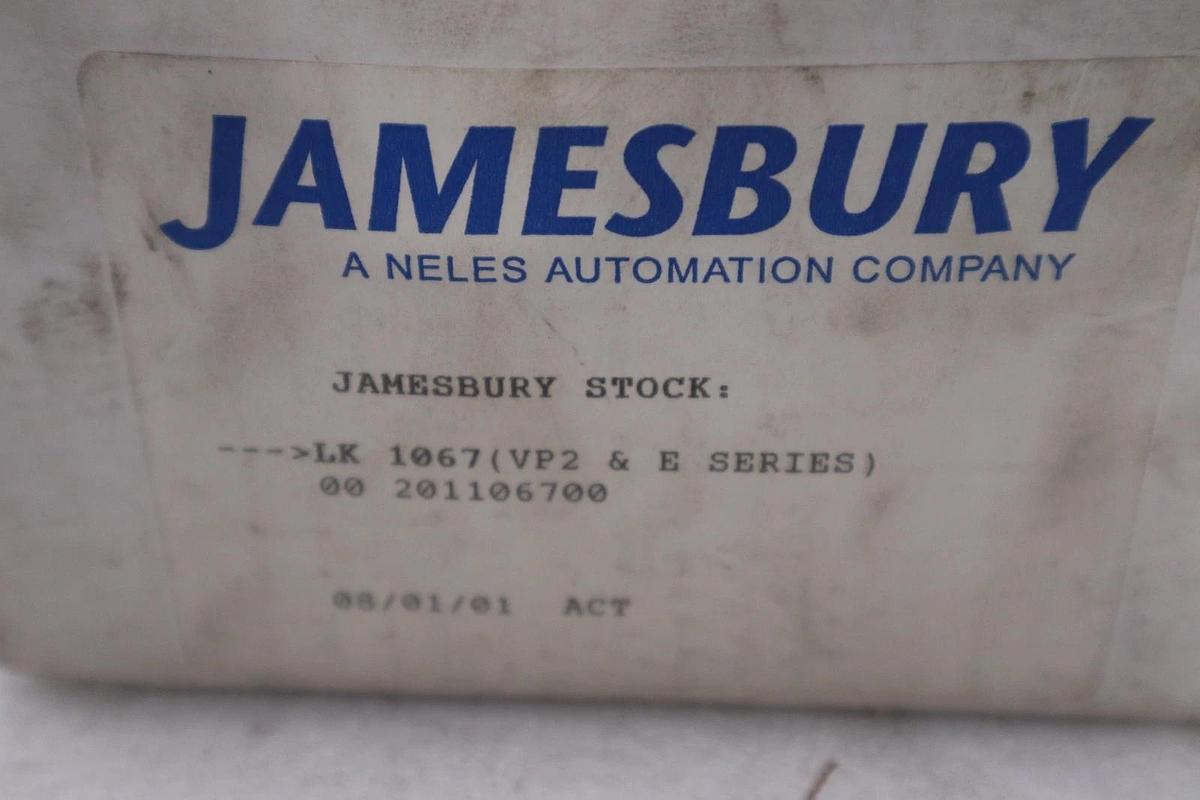 JAMESBURY
A NELES AUTOMATION COMPANY
JAMESBURY STOCK:
--->LK 1067(VP2 & E SERIES)
00 201106700
08/01/01 ACT